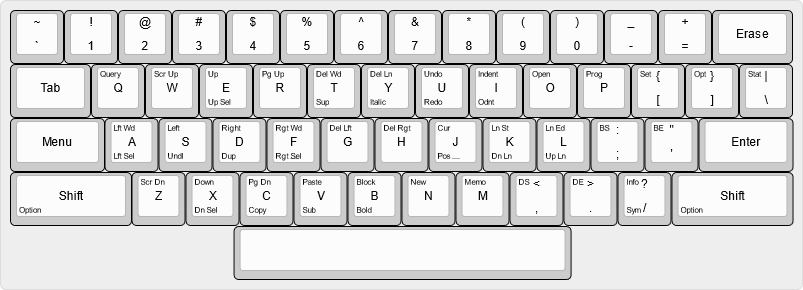 ~ ! @ # $ % ^ & * ( ) _ + Erase
` 1 2 3 4 5 6 7 8 9 0 - =
Query Scr Up Up Pg Up Del Wd Del Ln Undo Indent Open Prog Set { Opt } Stat |
Tab Q W E R T Y U I O P
Up Sel Sup Italic Redo Odnt [ ] \
Lft Wd Left Right Rgt Wd Del Lft Del Rgt Cur Ln St Ln Ed BS : BE "
Menu A S D F G H J K L Enter
Lft Sel Undl Dup Rgt Sel Pos .... Dn Ln Up Ln ; '
Scr Dn Down Pg Dn Paste Block New Memo DS < DE > Info ?
Shift Z X C V B N M Shift
Option Dn Sel Copy Sub Bold , . Sym / Option